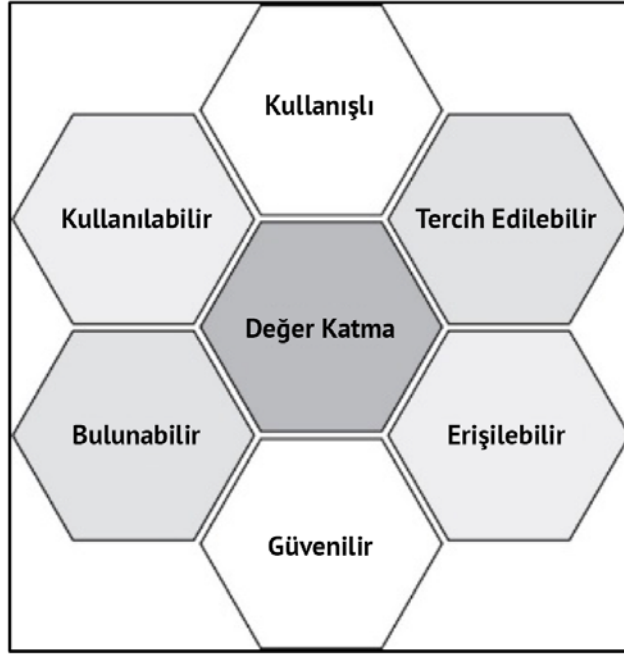 Kullanışlı
Kullanılabilir
Tercih Edilebilir
Değer Katma
Bulunabilir
Erişilebilir
Güvenilir